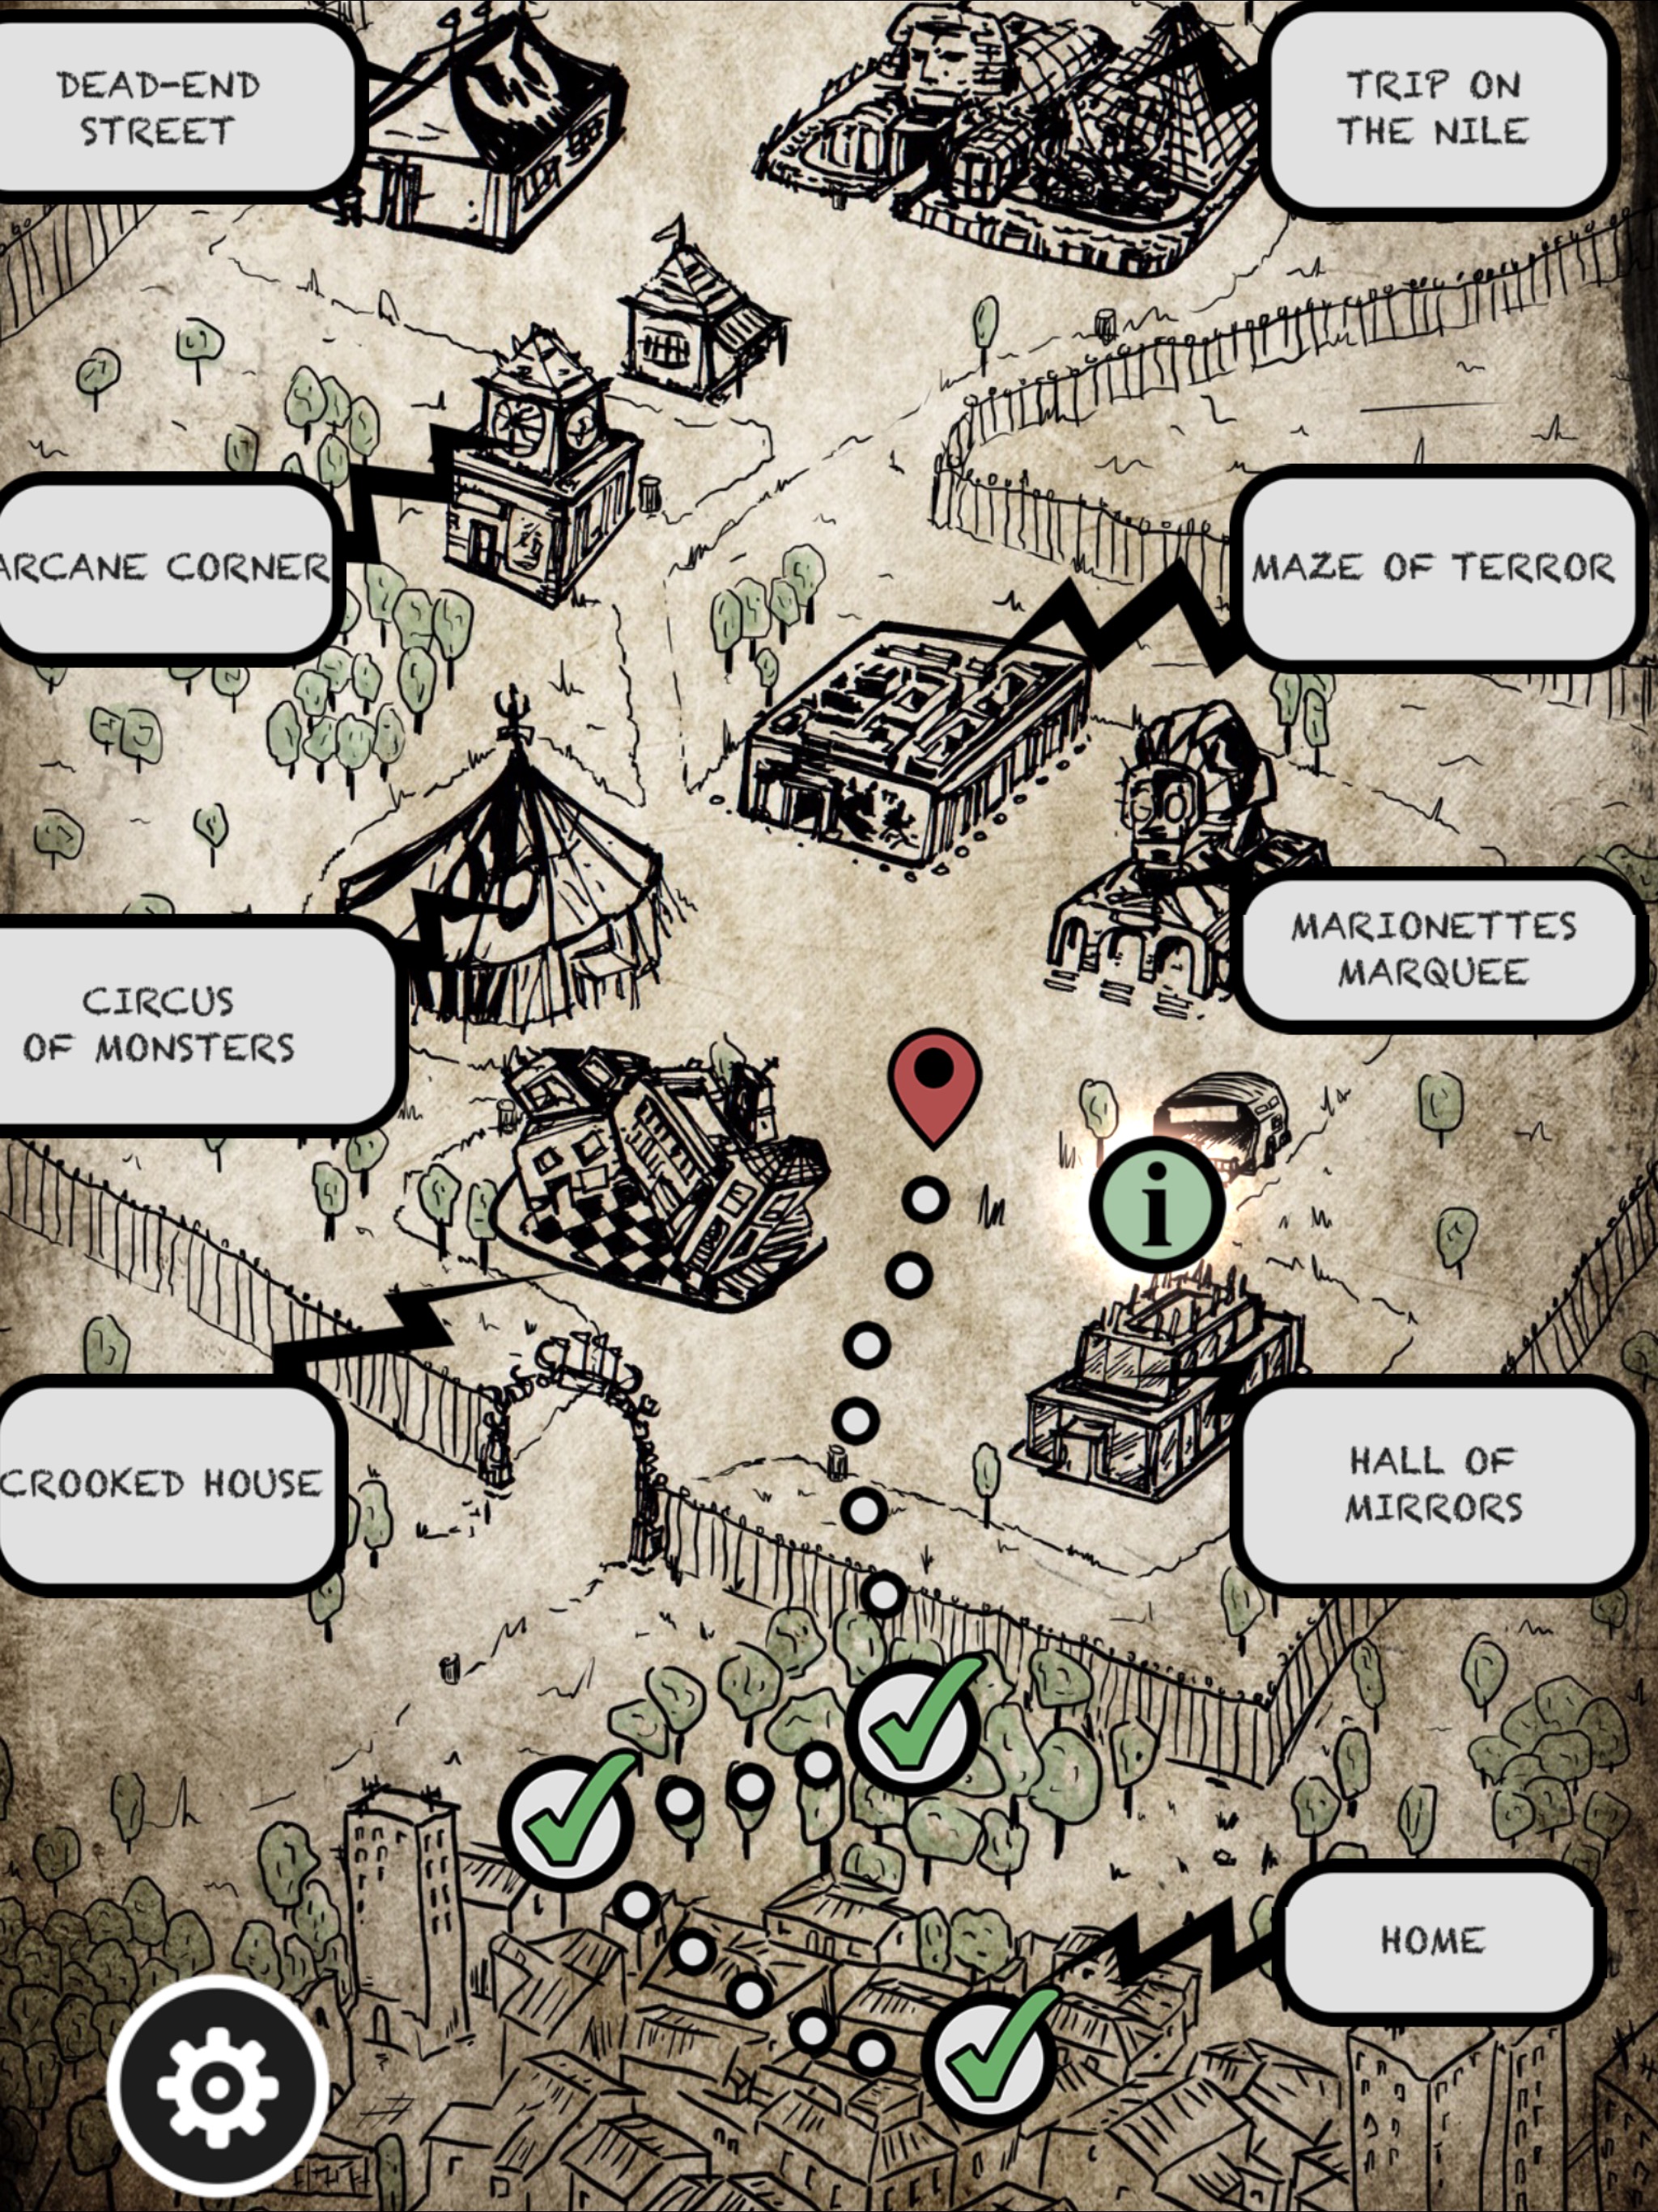 DEAD-END
STREET
TRIP ON
THE NILE
ARCANE CORNER
MAZE OF TERROR
MARIONETTES
MARQUEE
CIRCUS
OF MONSTERS
i
CROOKED HOUSE
HALL OF
MIRRORS
HOME